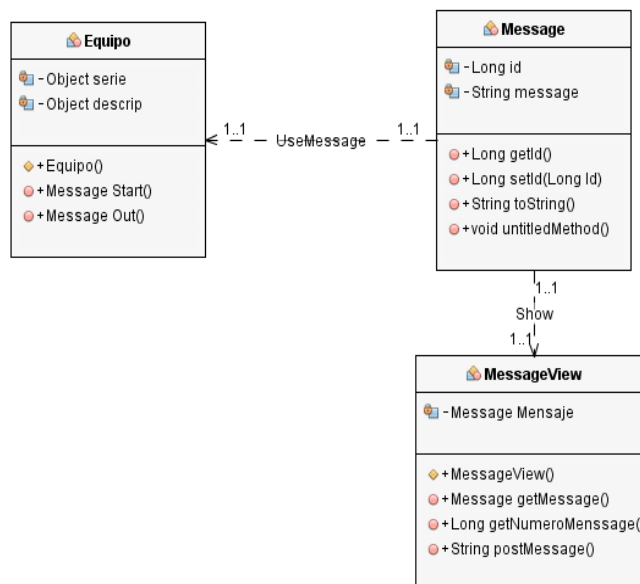 Equipo
- Object serie
- Object descrip
+ Equipo()
+ Message Start()
+ Message Out()
1..1
UseMessage
1..1
Message
- Long id
- String message
+ Long getId()
+ Long setId(Long Id)
+ String toString()
+ void untitledMethod()
1..1
Show
1..1
MessageView
- Message Mensaje
+ MessageView()
+ Message getMessage()
+ Long getNumeroMenssage(
+ String postMessage()